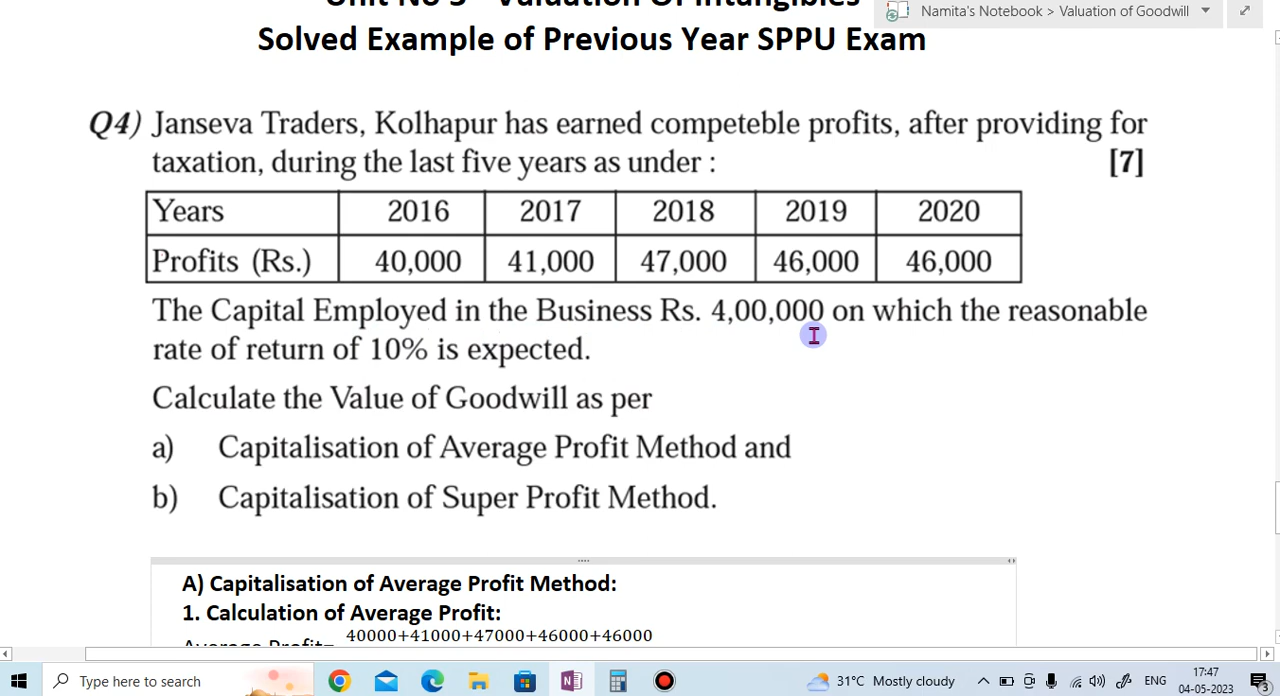 Namita's Notebook > Valuation of Goodwill
Solved Example of Previous Year SPPU Exam
Q4) Janseva Traders, Kolhapur has earned competeble profits, after providing for
taxation, during the last five years as under : [7]
Years 2016 2017 2018 2019 2020
Profits (Rs.) 40,000 41,000 47,000 46,000 46,000
The Capital Employed in the Business Rs. 4,00,000 on which the reasonable
rate of return of 10% is expected.
Calculate the Value of Goodwill as per
a) Capitalisation of Average Profit Method and
b) Capitalisation of Super Profit Method.
A) Capitalisation of Average Profit Method:
1. Calculation of Average Profit:
40000+41000+47000+46000+46000
Type here to search
31°C Mostly cloudy
ENG
17:47
04-05-2023
3